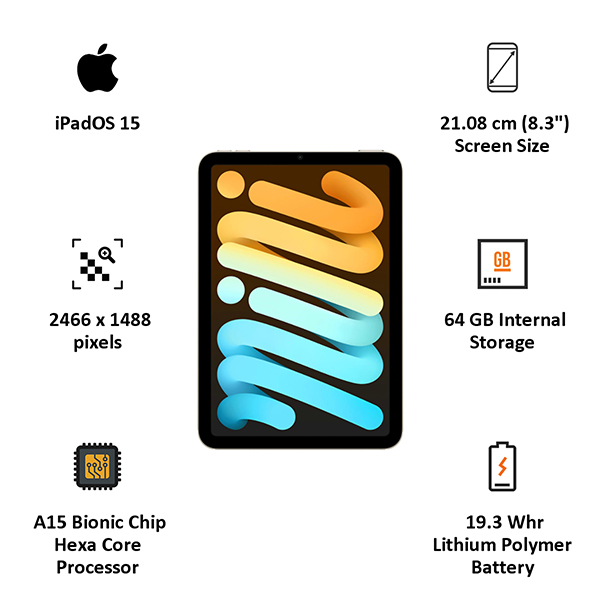 iPadOS 15
21.08 cm (8.3")
Screen Size
2466 x 1488
pixels
GB
64 GB Internal
Storage
A15 Bionic Chip
Hexa Core
Processor
19.3 Whr
Lithium Polymer
Battery